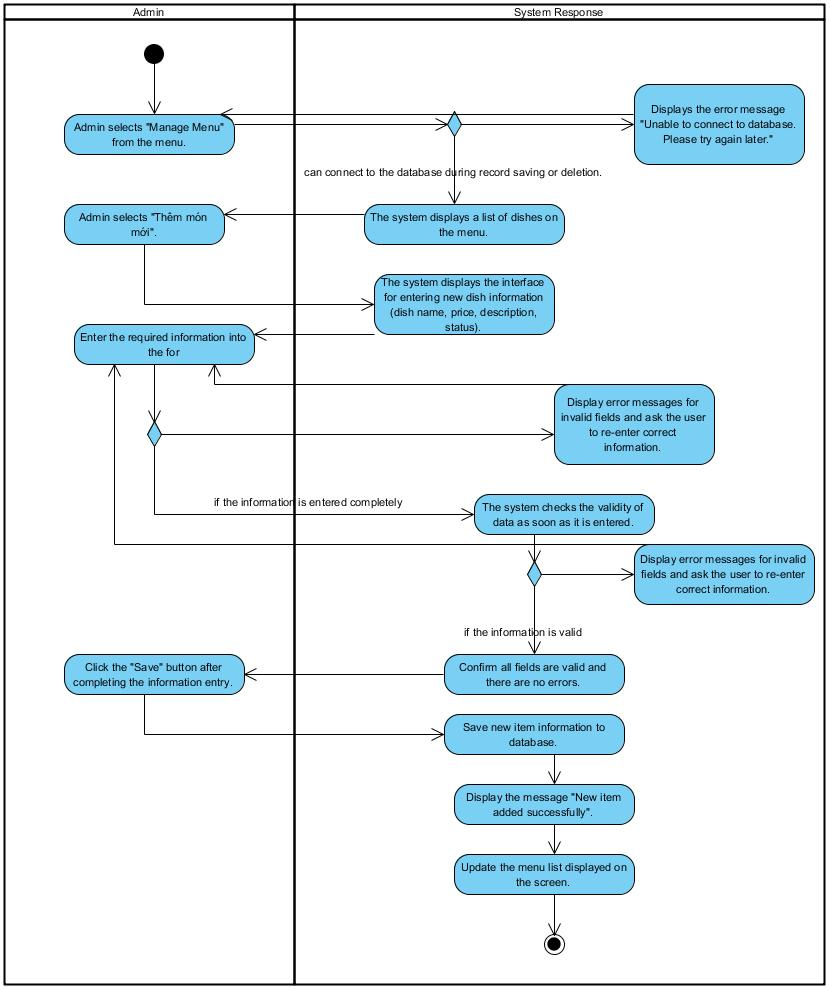 Admin
System Response
Admin selects "Manage Menu"
from the menu.
Displays the error message
"Unable to connect to database.
Please try again later."
can connect to the database during record saving or deletion.
Admin selects "Thêm món
mới".
The system displays a list of dishes on
the menu.
The system displays the interface
for entering new dish information
(dish name, price, description,
status).
Enter the required information into
the for
Display error messages for
invalid fields and ask the user
to re-enter correct
information.
if the information is entered completely
The system checks the validity of
data as soon as it is entered.
Display error messages for invalid
fields and ask the user to re-enter
correct information.
if the information is valid
Click the "Save" button after
completing the information entry.
Confirm all fields are valid and
there are no errors.
Save new item information to
database.
Display the message "New item
added successfully".
Update the menu list displayed on
the screen.